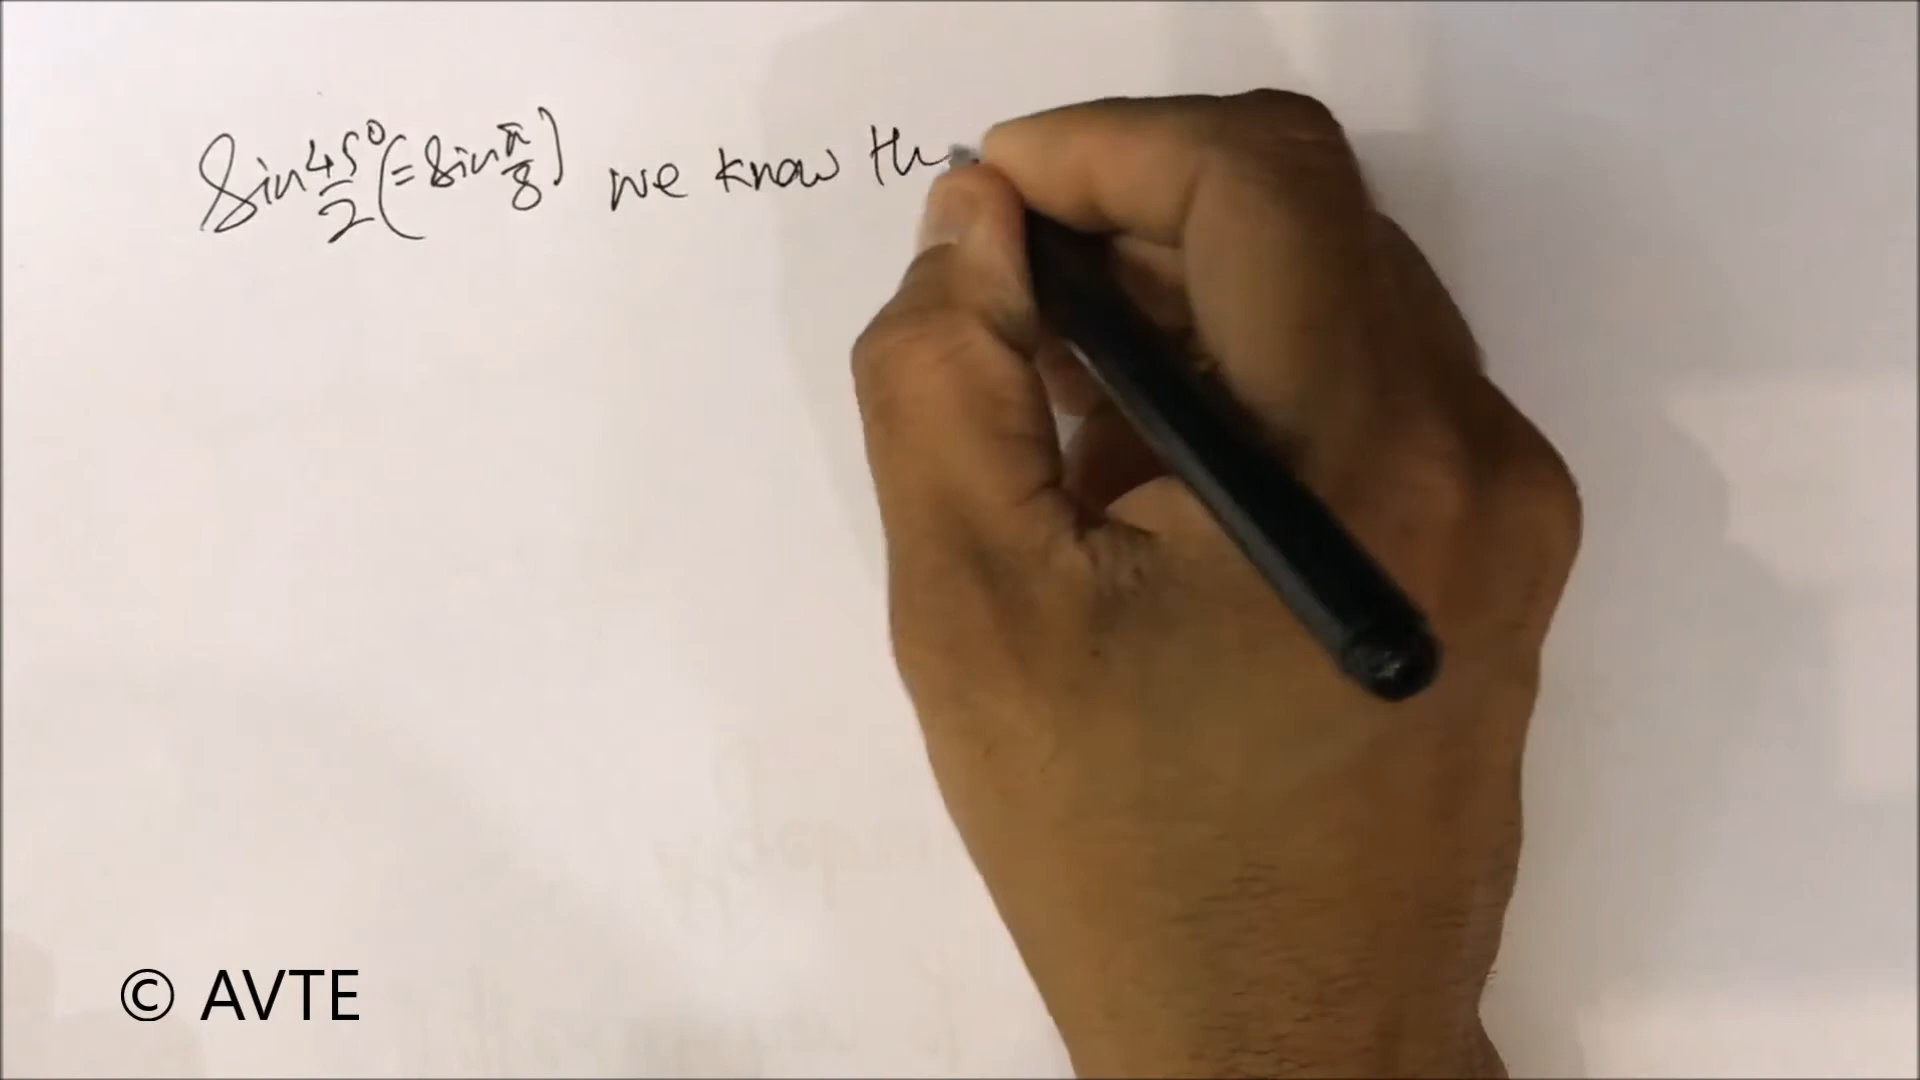 Sin 45°/2 (= Sin π/8) we know th
© AVTE